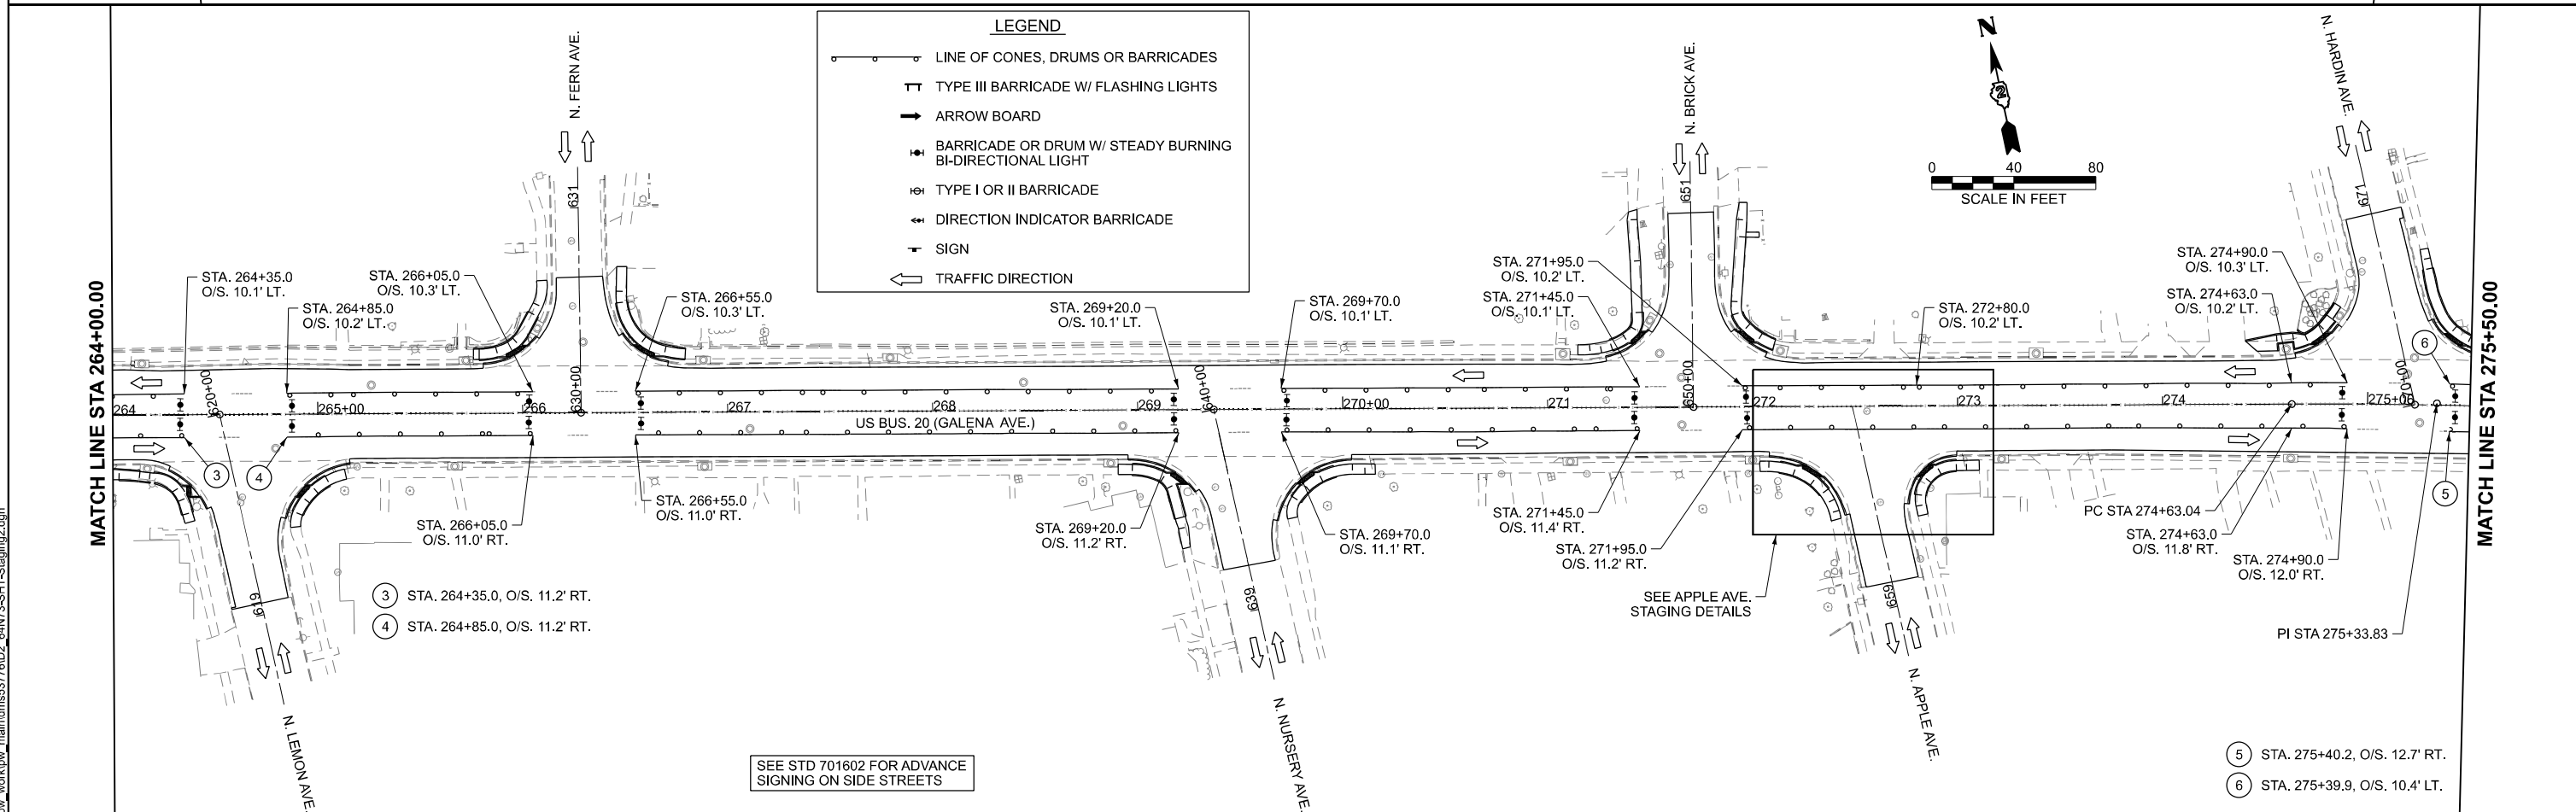 LEGEND
LINE OF CONES, DRUMS OR BARRICADES
TYPE III BARRICADE W/ FLASHING LIGHTS
ARROW BOARD
BARRICADE OR DRUM W/ STEADY BURNING
BI-DIRECTIONAL LIGHT
TYPE I OR II BARRICADE
DIRECTION INDICATOR BARRICADE
SIGN
TRAFFIC DIRECTION
N
0 40 80
SCALE IN FEET
N. FERN AVE.
N. BRICK AVE.
N. HARDIN AVE.
631
651
671
MATCH LINE STA 264+00.00
STA. 264+35.0
O/S. 10.1' LT.
STA. 264+85.0
O/S. 10.2' LT.
STA. 266+05.0
O/S. 10.3' LT.
STA. 266+55.0
O/S. 10.3' LT.
STA. 269+20.0
O/S. 10.1' LT.
STA. 269+70.0
O/S. 10.1' LT.
STA. 271+95.0
O/S. 10.2' LT.
STA. 271+45.0
O/S. 10.1' LT.
STA. 272+80.0
O/S. 10.2' LT.
STA. 274+90.0
O/S. 10.3' LT.
STA. 274+63.0
O/S. 10.2' LT.
6
MATCH LINE STA 275+50.00
264
620+00
265+00
266
630+00
267
268
269
640+00
270+00
271
650+00
272
273
274
275+00
US BUS. 20 (GALENA AVE.)
3
4
5
STA. 266+05.0
O/S. 11.0' RT.
STA. 266+55.0
O/S. 11.0' RT.
STA. 269+20.0
O/S. 11.2' RT.
STA. 269+70.0
O/S. 11.1' RT.
STA. 271+45.0
O/S. 11.4' RT.
STA. 271+95.0
O/S. 11.2' RT.
PC STA 274+63.04
STA. 274+63.0
O/S. 11.8' RT.
STA. 274+90.0
O/S. 12.0' RT.
SEE APPLE AVE.
STAGING DETAILS
PI STA 275+33.83
619
639
659
3 STA. 264+35.0, O/S. 11.2' RT.
4 STA. 264+85.0, O/S. 11.2' RT.
N. LEMON AVE.
N. NURSERY AVE.
N. APPLE AVE.
SEE STD 701602 FOR ADVANCE
SIGNING ON SIDE STREETS
5 STA. 275+40.2, O/S. 12.7' RT.
6 STA. 275+39.9, O/S. 10.4' LT.